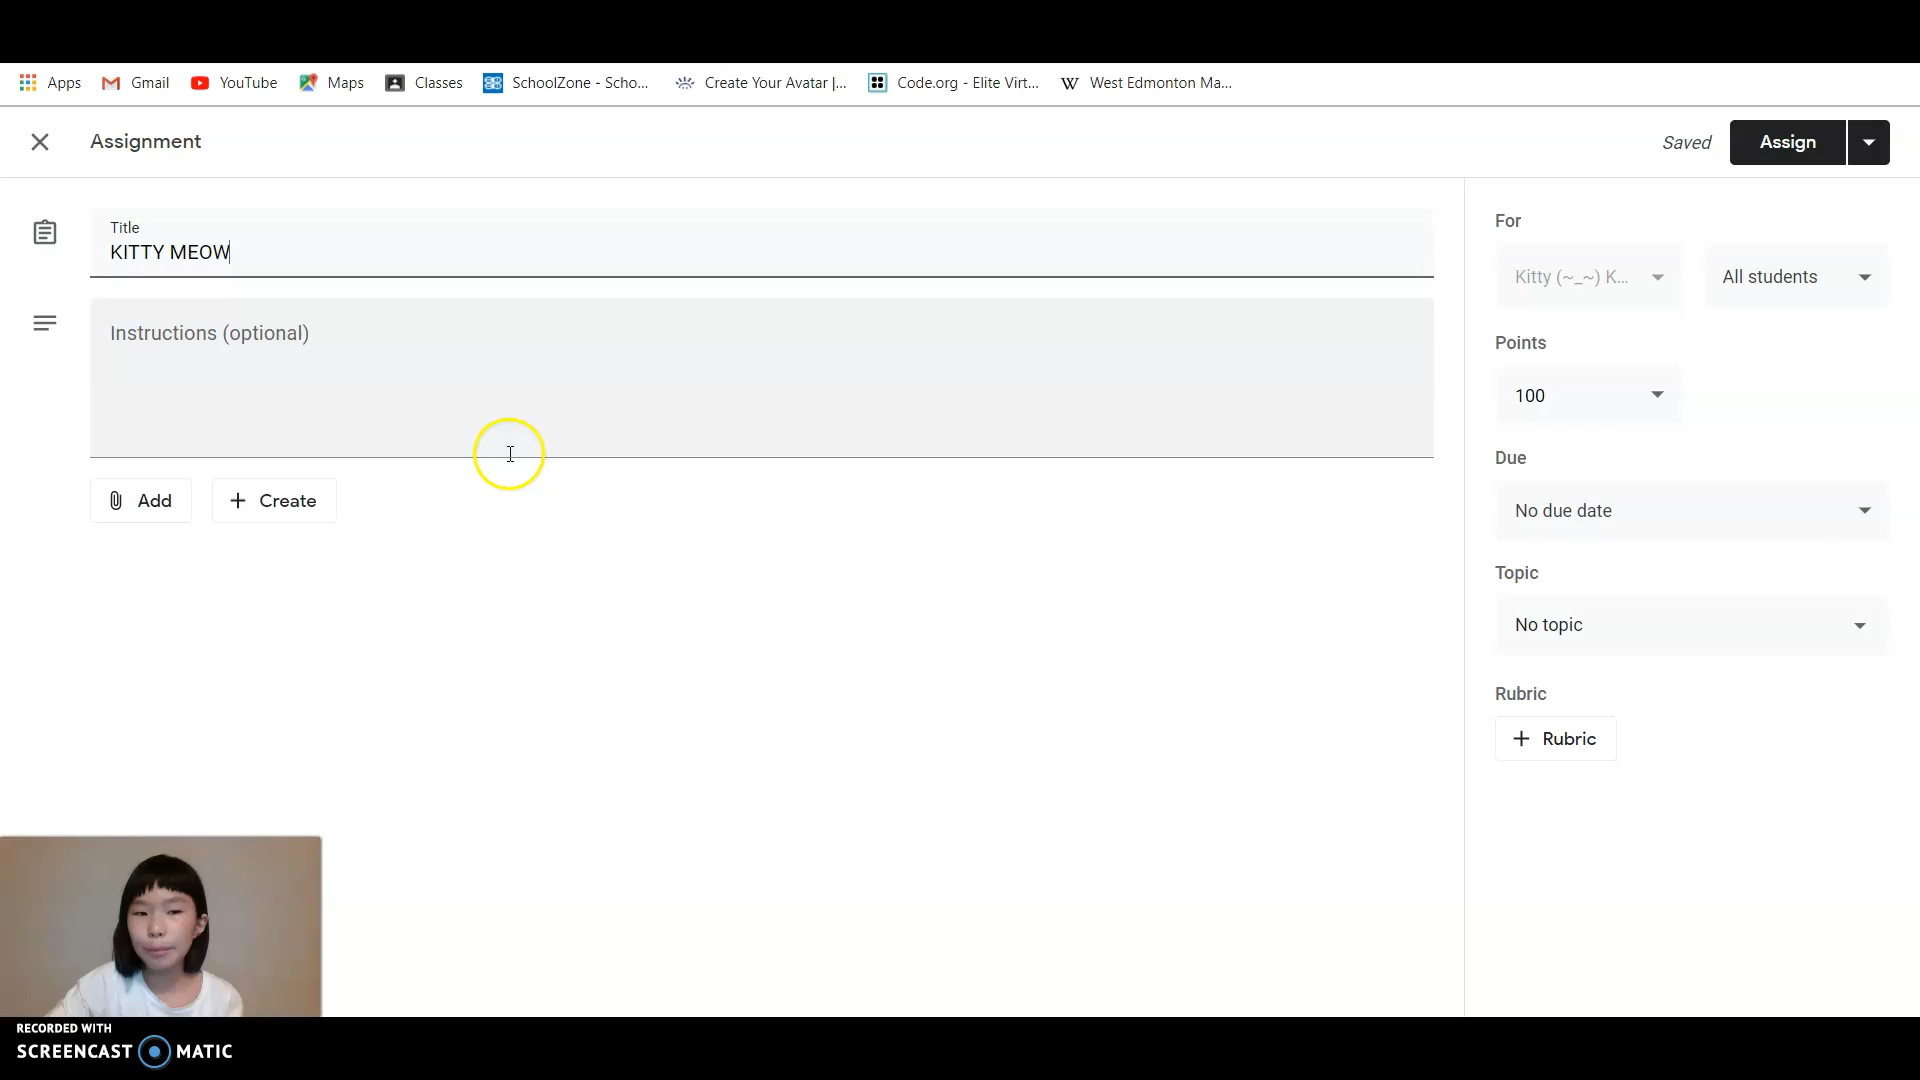 Apps Gmail YouTube Maps Classes SchoolZone - Scho... Create Your Avatar |... Code.org - Elite Virt... West Edmonton Ma...
Assignment
Saved
Assign
Title
KITTY MEOW
Instructions (optional)
Add
Create
For
Kitty (~_~) K...
All students
Points
100
Due
No due date
Topic
No topic
Rubric
Rubric
RECORDED WITH
SCREENCAST MATIC